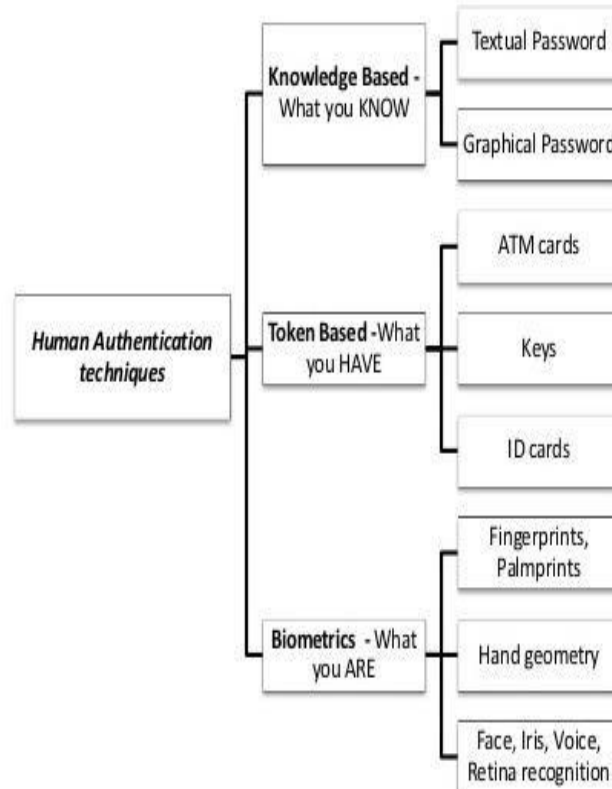 Human Authentication
techniques
Knowledge Based -
What you KNOW
Textual Password
Graphical Password
Token Based -What
you HAVE
ATM cards
Keys
ID cards
Biometrics - What
you ARE
Fingerprints,
Palmprints
Hand geometry
Face, Iris, Voice,
Retina recognition